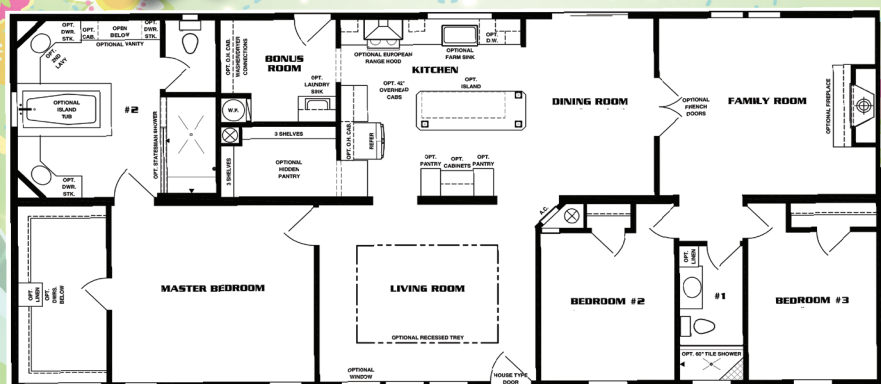 OPT.
DWR.
STK.
OPT.
CAB.
OPEN
BELOW
OPT.
DWR.
STK.
OPTIONAL VANITY
OPT.
2ND
LAVY
OPTIONAL
ISLAND
TUB
#2
OPT. STATESMAN SHOWER
OPT.
DWR.
STK.
OPT. O.H. CAB.
WASHER/DRYER
CONNECTIONS
BONUS
ROOM
OPT.
LAUNDRY
SINK
W.H.
3 SHELVES
3 SHELVES
OPTIONAL
HIDDEN
PANTRY
OPTIONAL EUROPEAN
RANGE HOOD
OPTIONAL
FARM SINK
OPT.
D.W.
KITCHEN
OPT. 42"
OVERHEAD
CABS
OPT.
ISLAND
OPT. O.H. CAB.
REFER
OPT.
PANTRY
OPT.
CABINETS
OPT.
PANTRY
DINING ROOM
OPTIONAL
FRENCH
DOORS
FAMILY ROOM
OPTIONAL FIREPLACE
OPT.
LINEN
OPT.
DWRS.
BELOW
MASTER BEDROOM
LIVING ROOM
OPTIONAL RECESSED TREY
OPTIONAL
WINDOW
HOUSE TYPE
DOOR
A.C.
BEDROOM #2
OPT.
LINEN
#1
OPT. 60" TILE SHOWER
BEDROOM #3